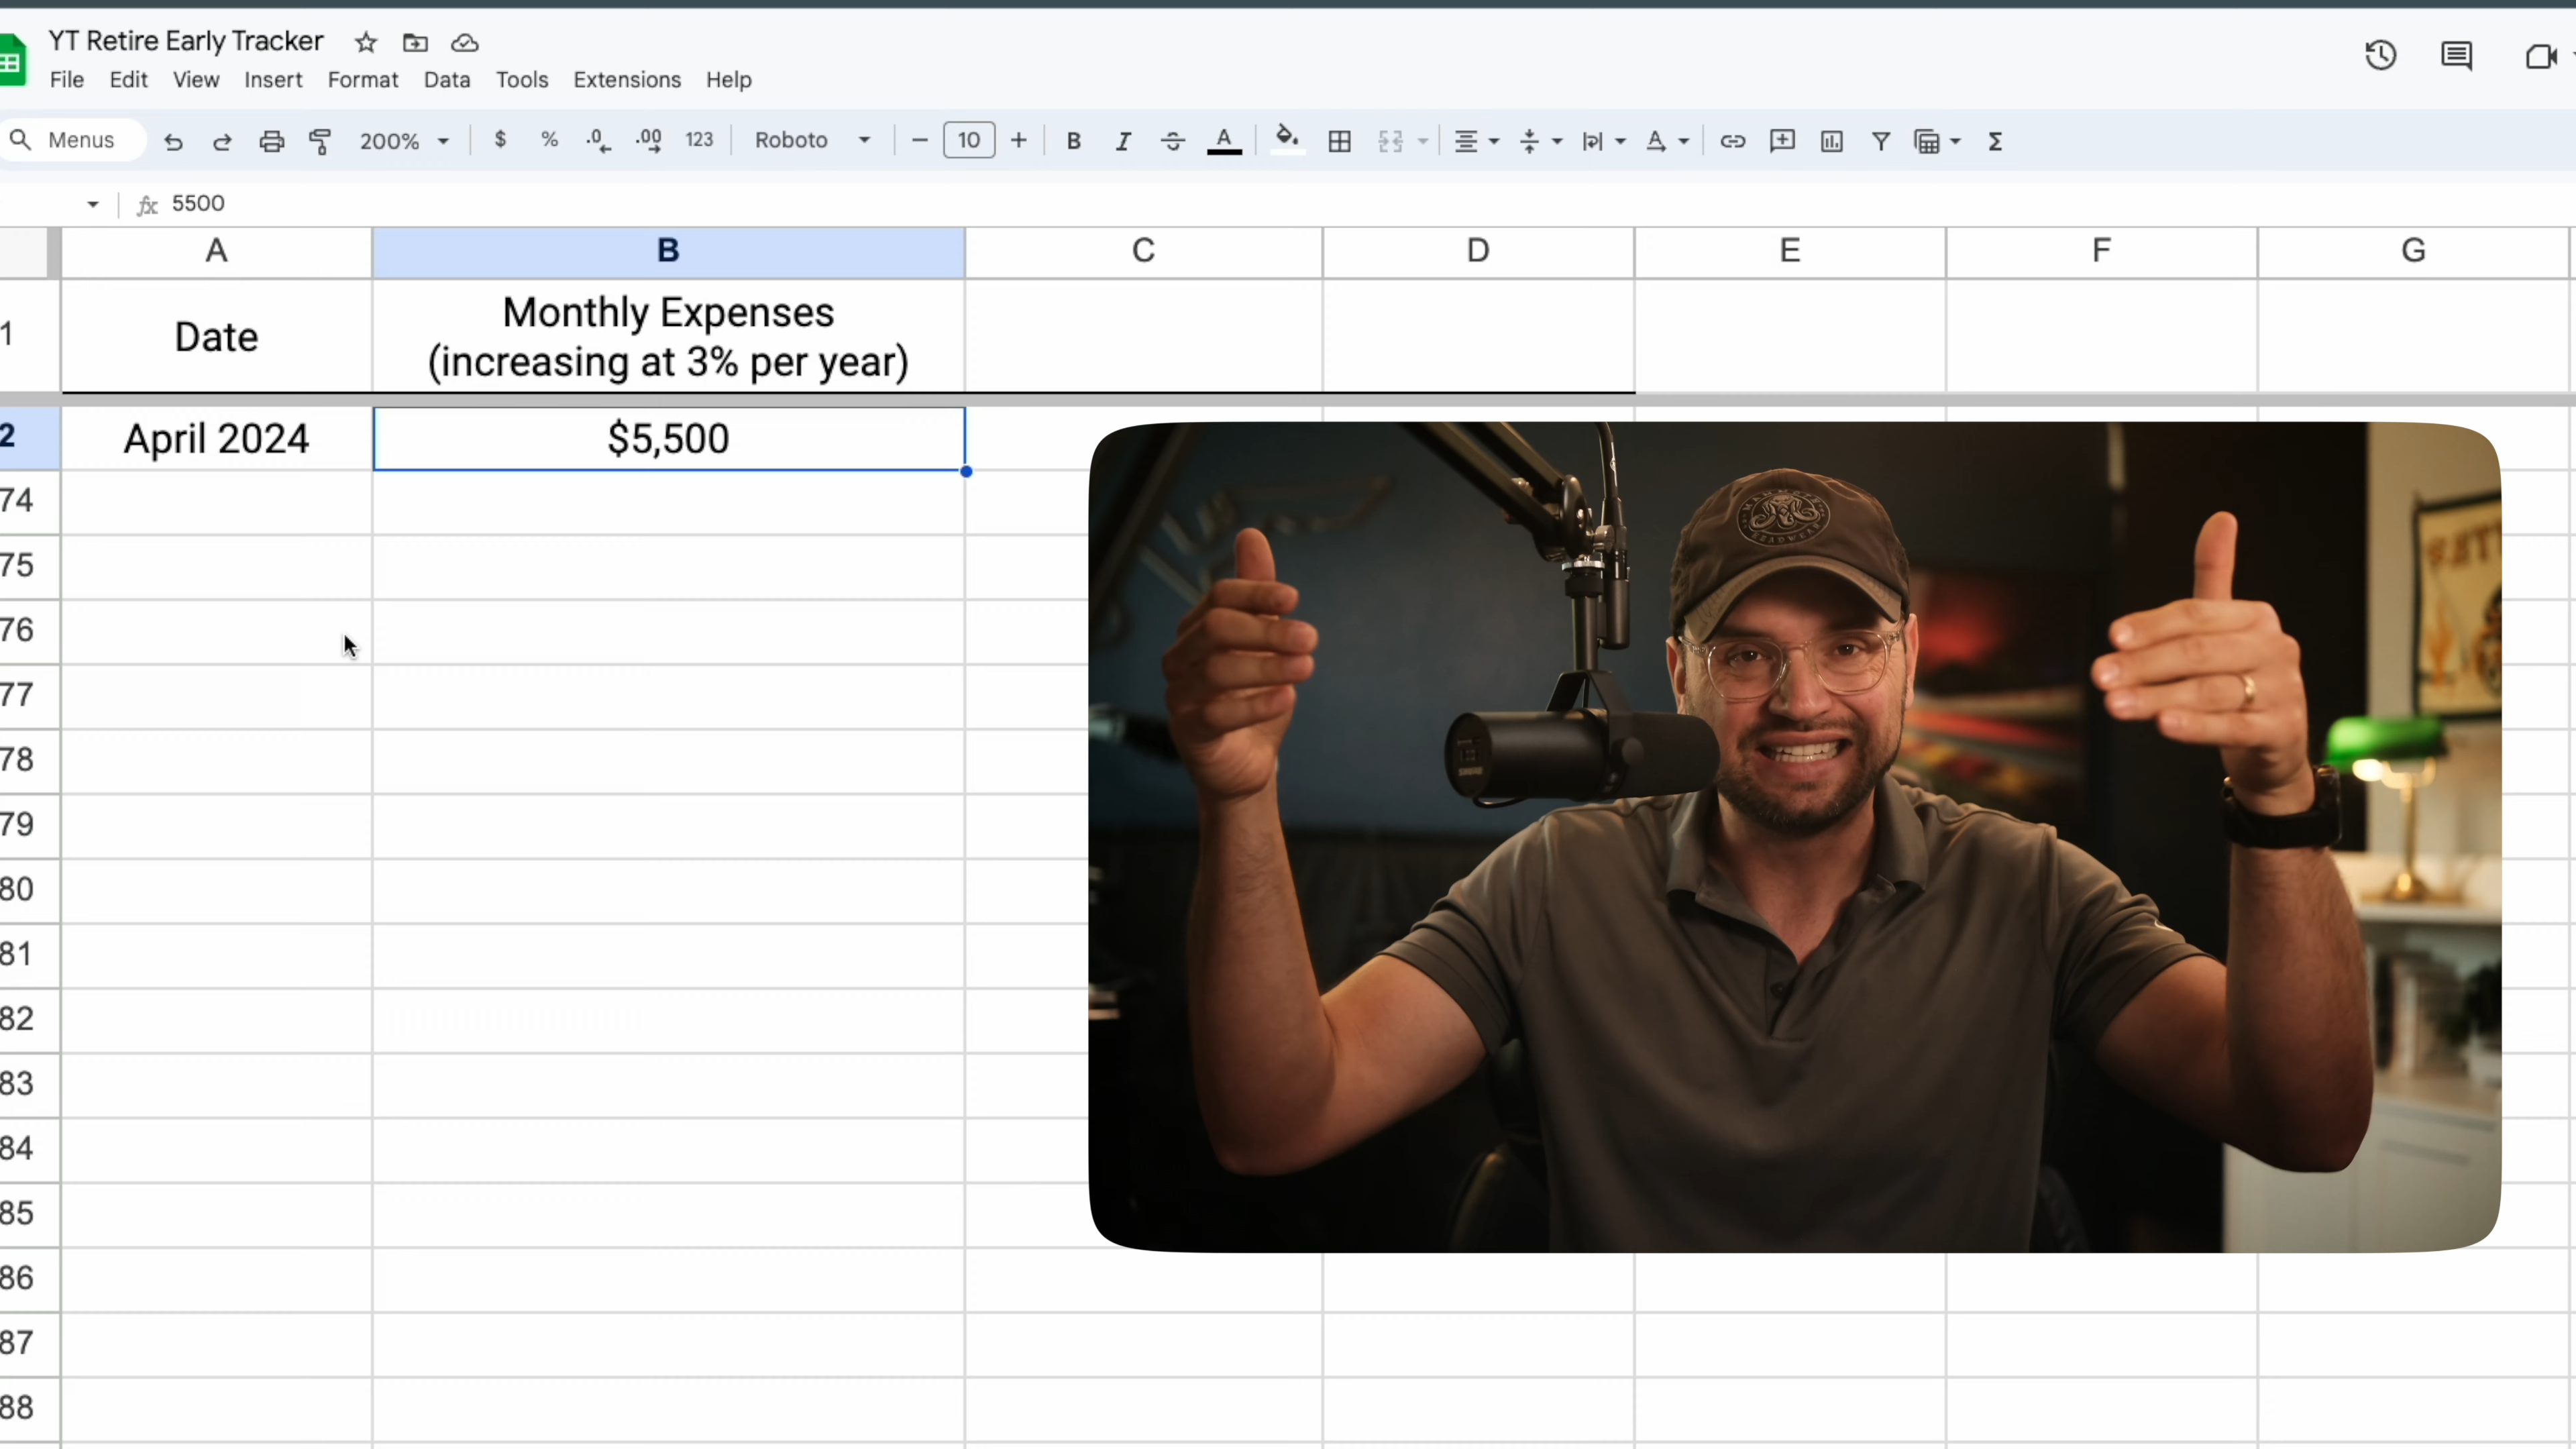 YT Retire Early Tracker
File Edit View Insert Format Data Tools Extensions Help
Menus 200% $ % .0 .00 123 Roboto 10 B I A A Σ
fx 5500
A B C D E F G
1 Date Monthly Expenses
(increasing at 3% per year)
2 April 2024 $5,500
74
75
76
77
78
79
80
81
82
83
84
85
86
87
88
SHURE